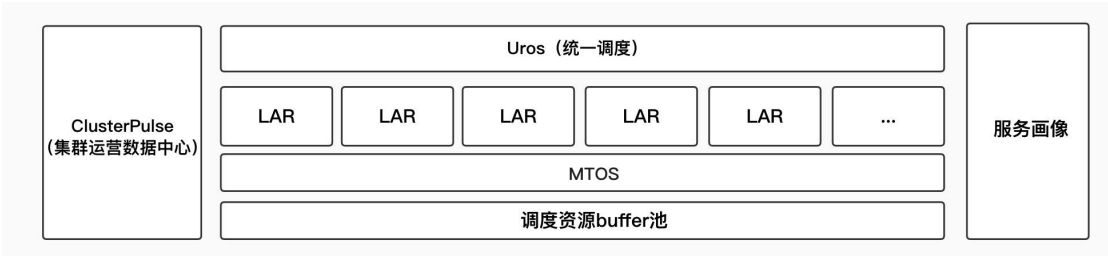 ClusterPulse
（集群运营数据中心）
Uros（统一调度）
LAR
LAR
LAR
LAR
LAR
...
MTOS
调度资源buffer池
服务画像